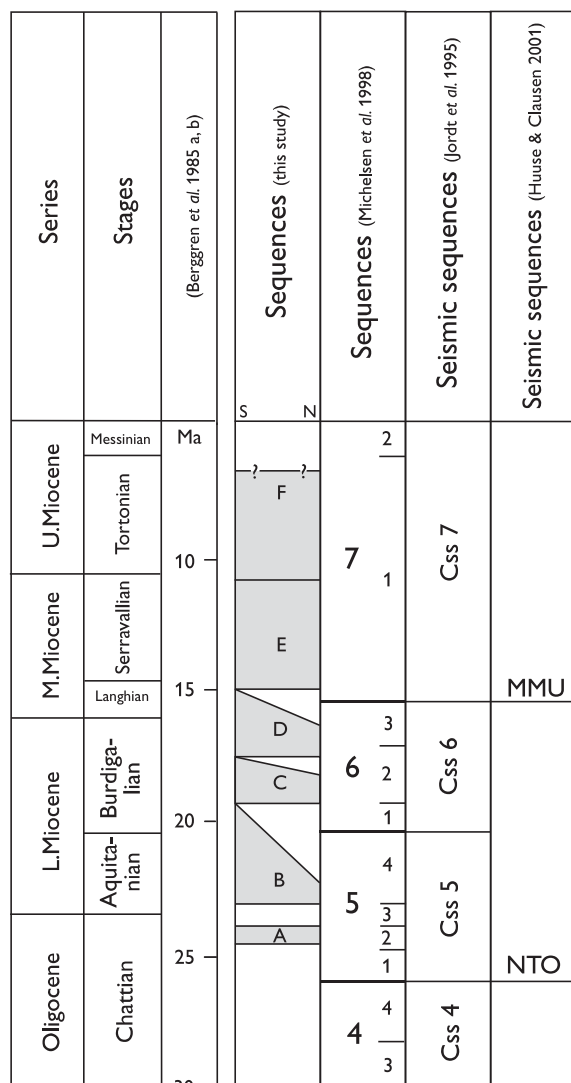 Series
Stages
(Berggren et al. 1985 a, b)
Sequences (this study)
Sequences (Michelsen et al. 1998)
Seismic sequences (Jordt et al. 1995)
Seismic sequences (Huuse & Clausen 2001)
S N
U.Miocene
M.Miocene
L.Miocene
Oligocene
Messinian
Tortonian
Serravallian
Langhian
Burdiga-
lian
Aquita-
nian
Chattian
Ma
10
15
20
25
? ?
F
E
D
C
B
A
7
2
1
6
3
2
1
5
4
3
2
1
4
4
3
Css 7
Css 6
Css 5
Css 4
MMU
NTO